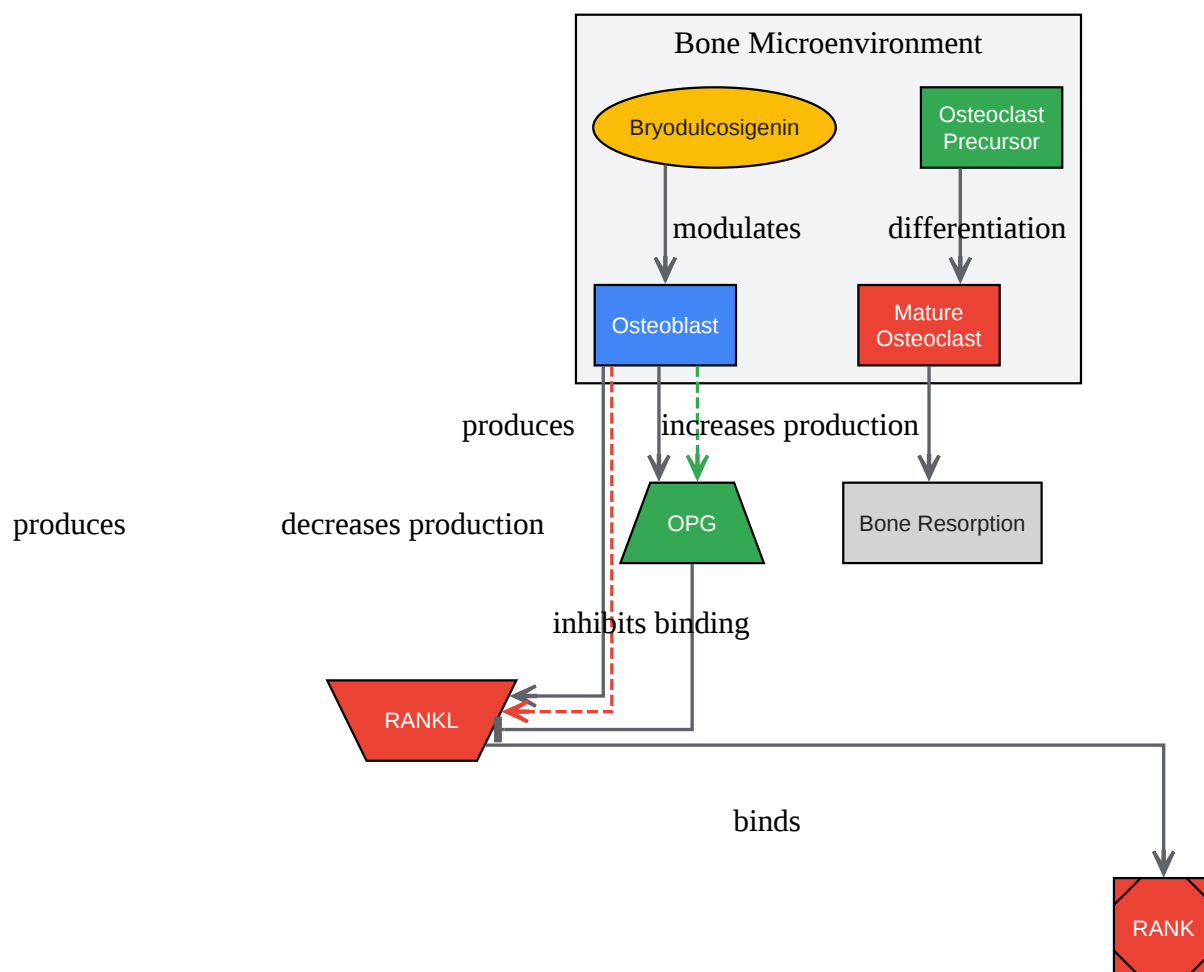 Bone Microenvironment
Bryodulcosigenin
Osteoclast
Precursor
modulates
differentiation
Osteoblast
Mature
Osteoclast
produces
increases production
produces
decreases production
OPG
Bone Resorption
inhibits binding
RANKL
binds
RANK